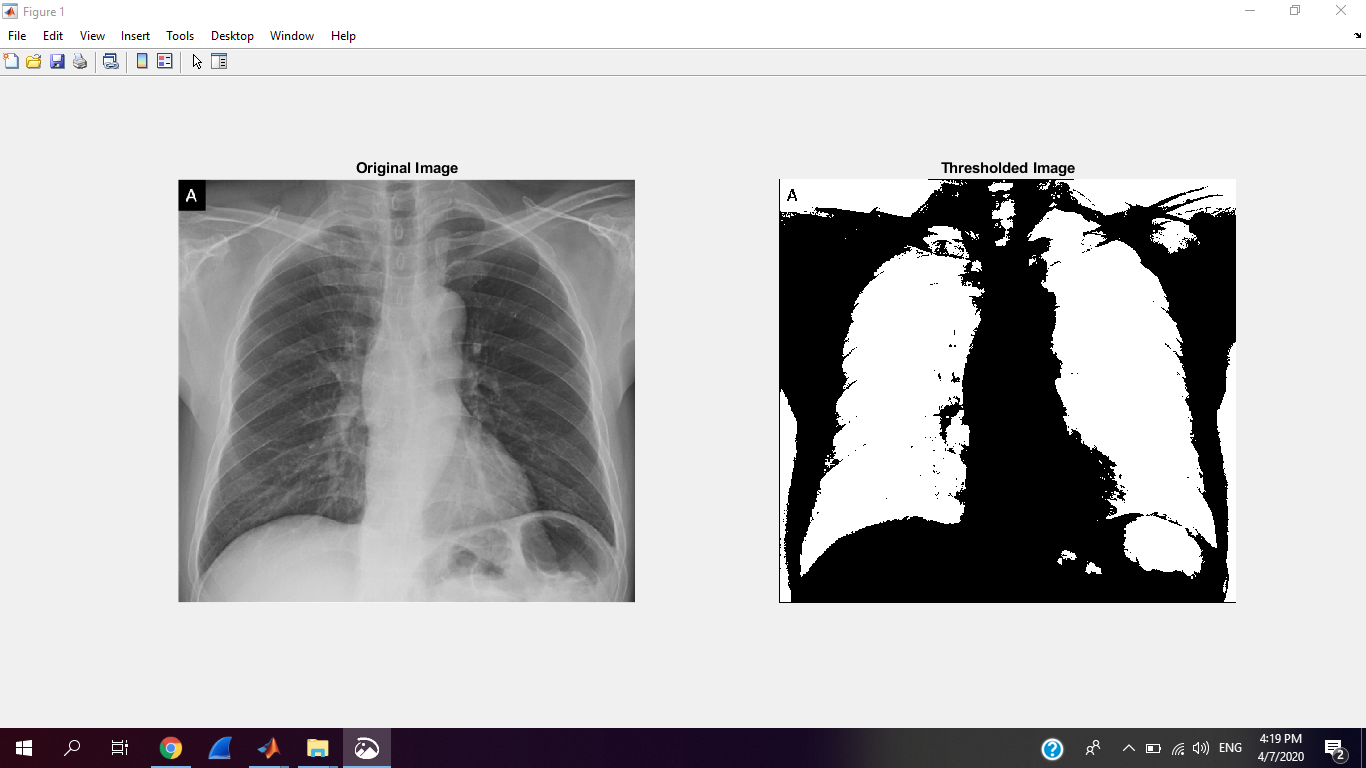 Figure 1
File Edit View Insert Tools Desktop Window Help
Original Image
Thresholded Image
A
A
4:19 PM
ENG
4/7/2020
2